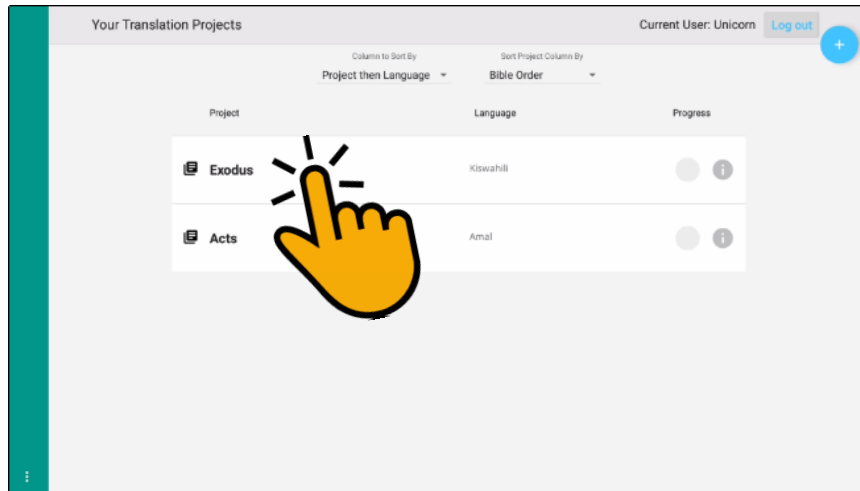 Your Translation Projects Current User: Unicorn Log out
Column to Sort By Sort Project Column By
Project then Language Bible Order
Project Language Progress
Exodus Kiswahili
Acts Amal